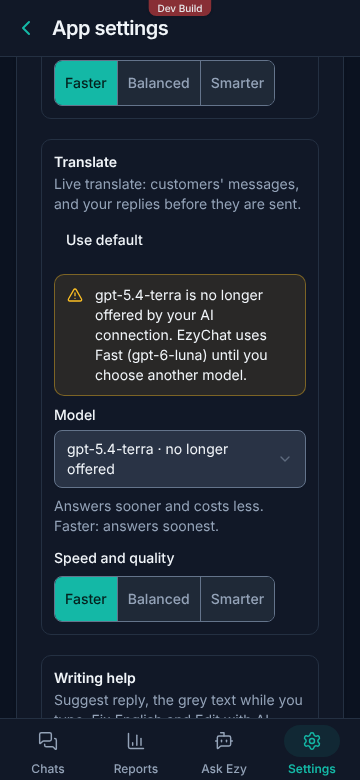 Dev Build
App settings
Faster Balanced Smarter
Translate
Live translate: customers' messages,
and your replies before they are sent.
Use default
gpt-5.4-terra is no longer
offered by your AI
connection. EzyChat uses
Fast (gpt-6-luna) until you
choose another model.
Model
gpt-5.4-terra · no longer
offered
Answers sooner and costs less.
Faster: answers soonest.
Speed and quality
Faster Balanced Smarter
Writing help
Suggest reply, the grey text while you
type, Fix English and Edit with AI
Chats Reports Ask Ezy Settings